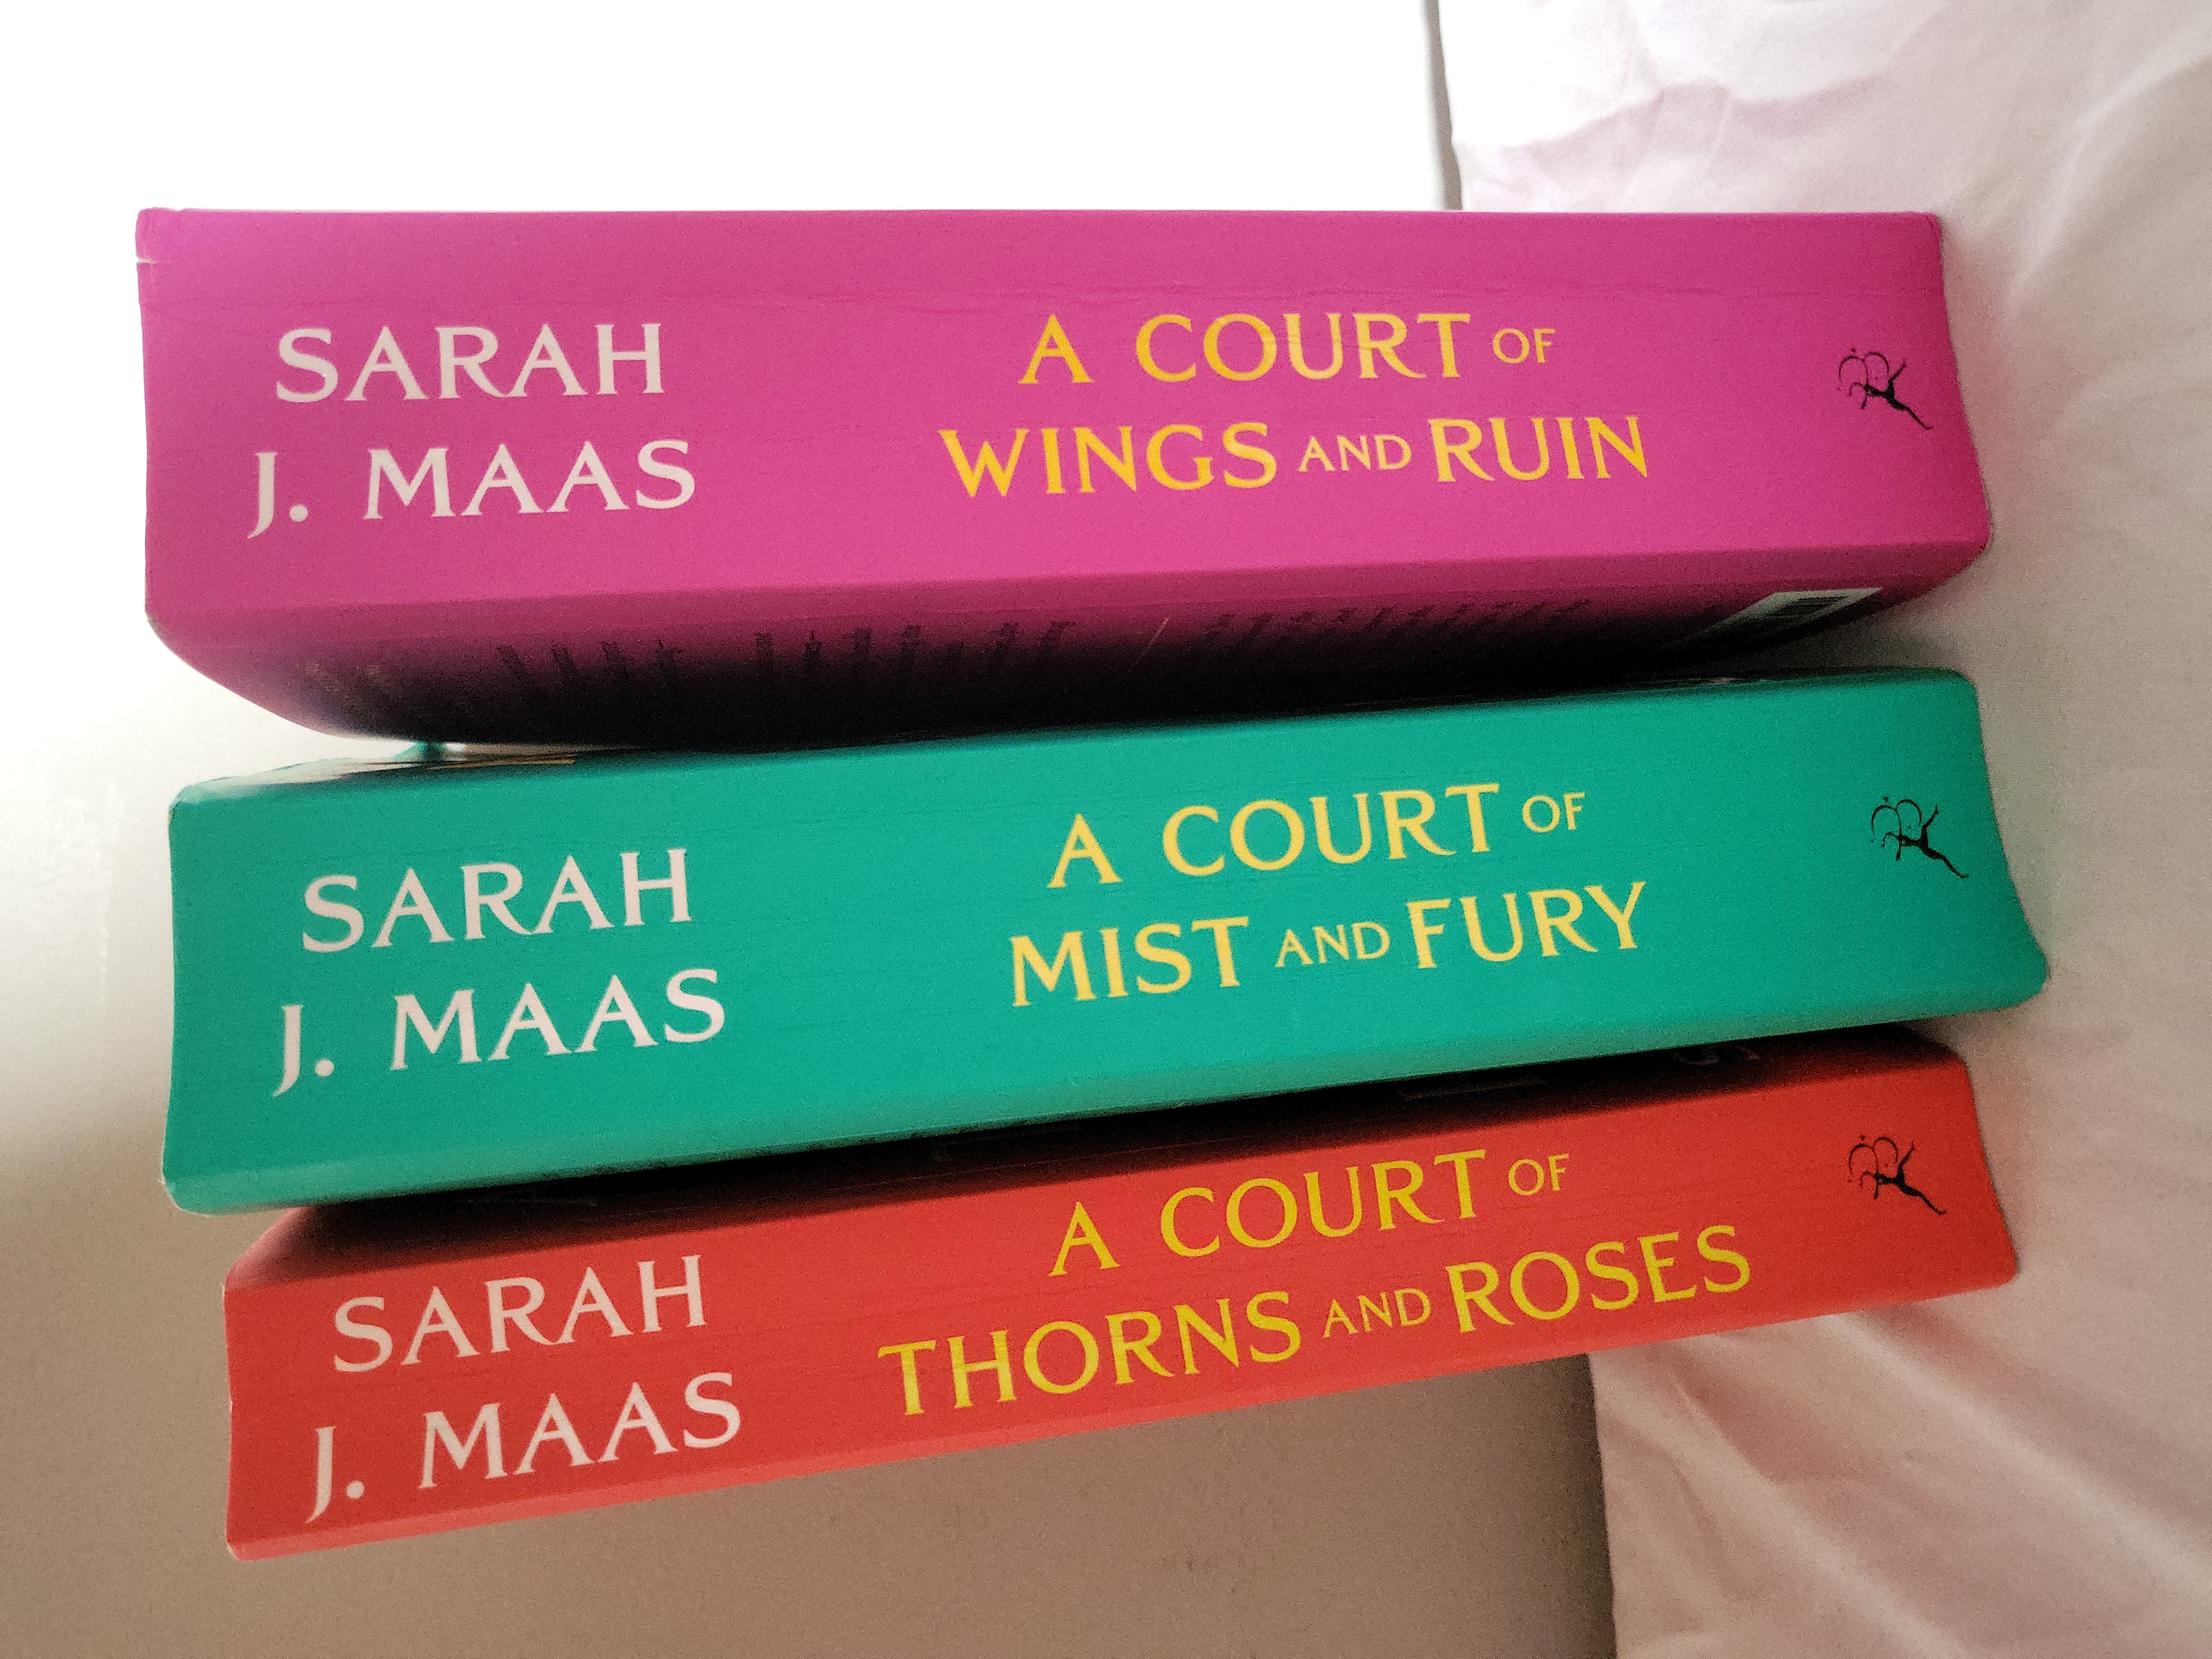 SARAH
J. MAAS
A COURT OF
THORNS AND ROSES
SARAH
J. MAAS
A COURT OF
MIST AND FURY
SARAH
J. MAAS
A COURT OF
WINGS AND RUIN